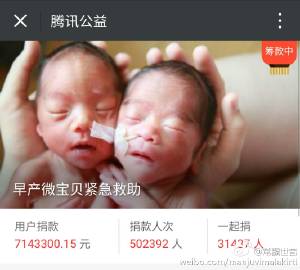 腾讯公益
筹款中
早产微宝贝紧急救助
用户捐款
捐款人次
一起捐
7143300.15 元
502392 人
31427 人
weibo.com/manjuvimalakirti